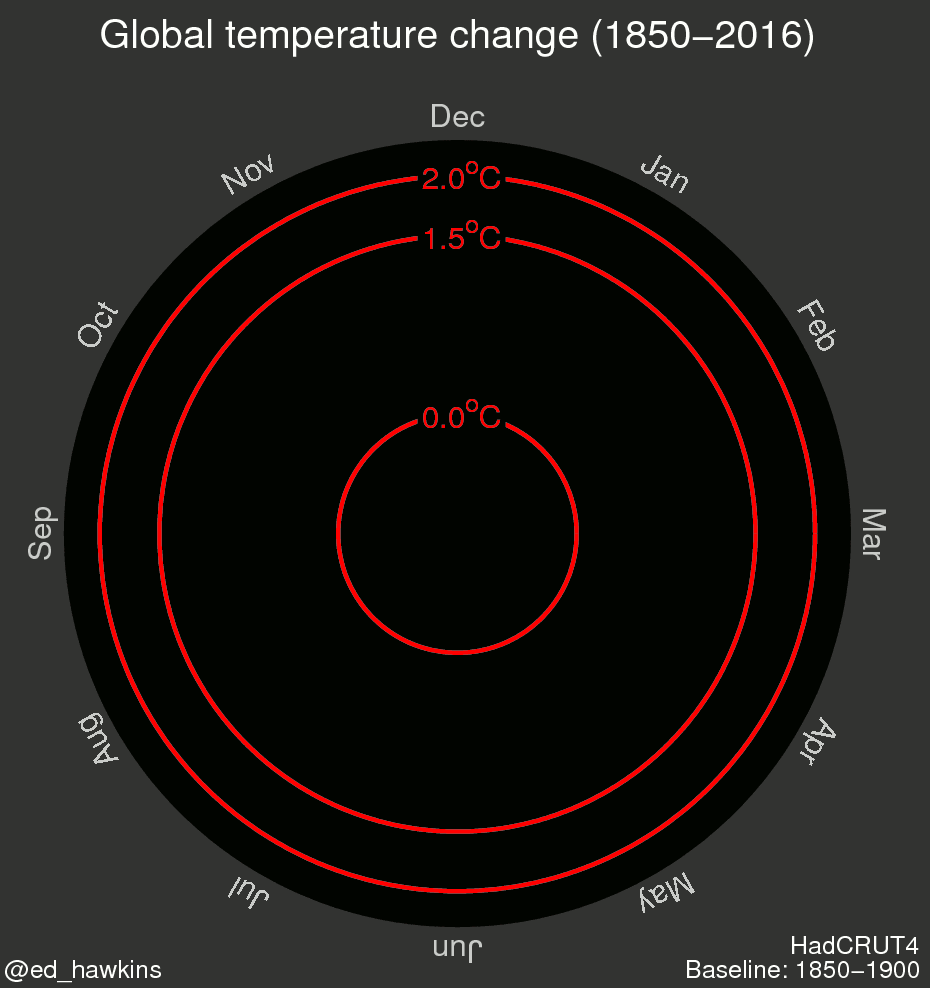 Global temperature change (1850–2016)
Dec
Jan
Feb
Mar
Apr
May
Jun
Jul
Aug
Sep
Oct
Nov
2.0°C
1.5°C
0.0°C
@ed_hawkins
HadCRUT4
Baseline: 1850–1900